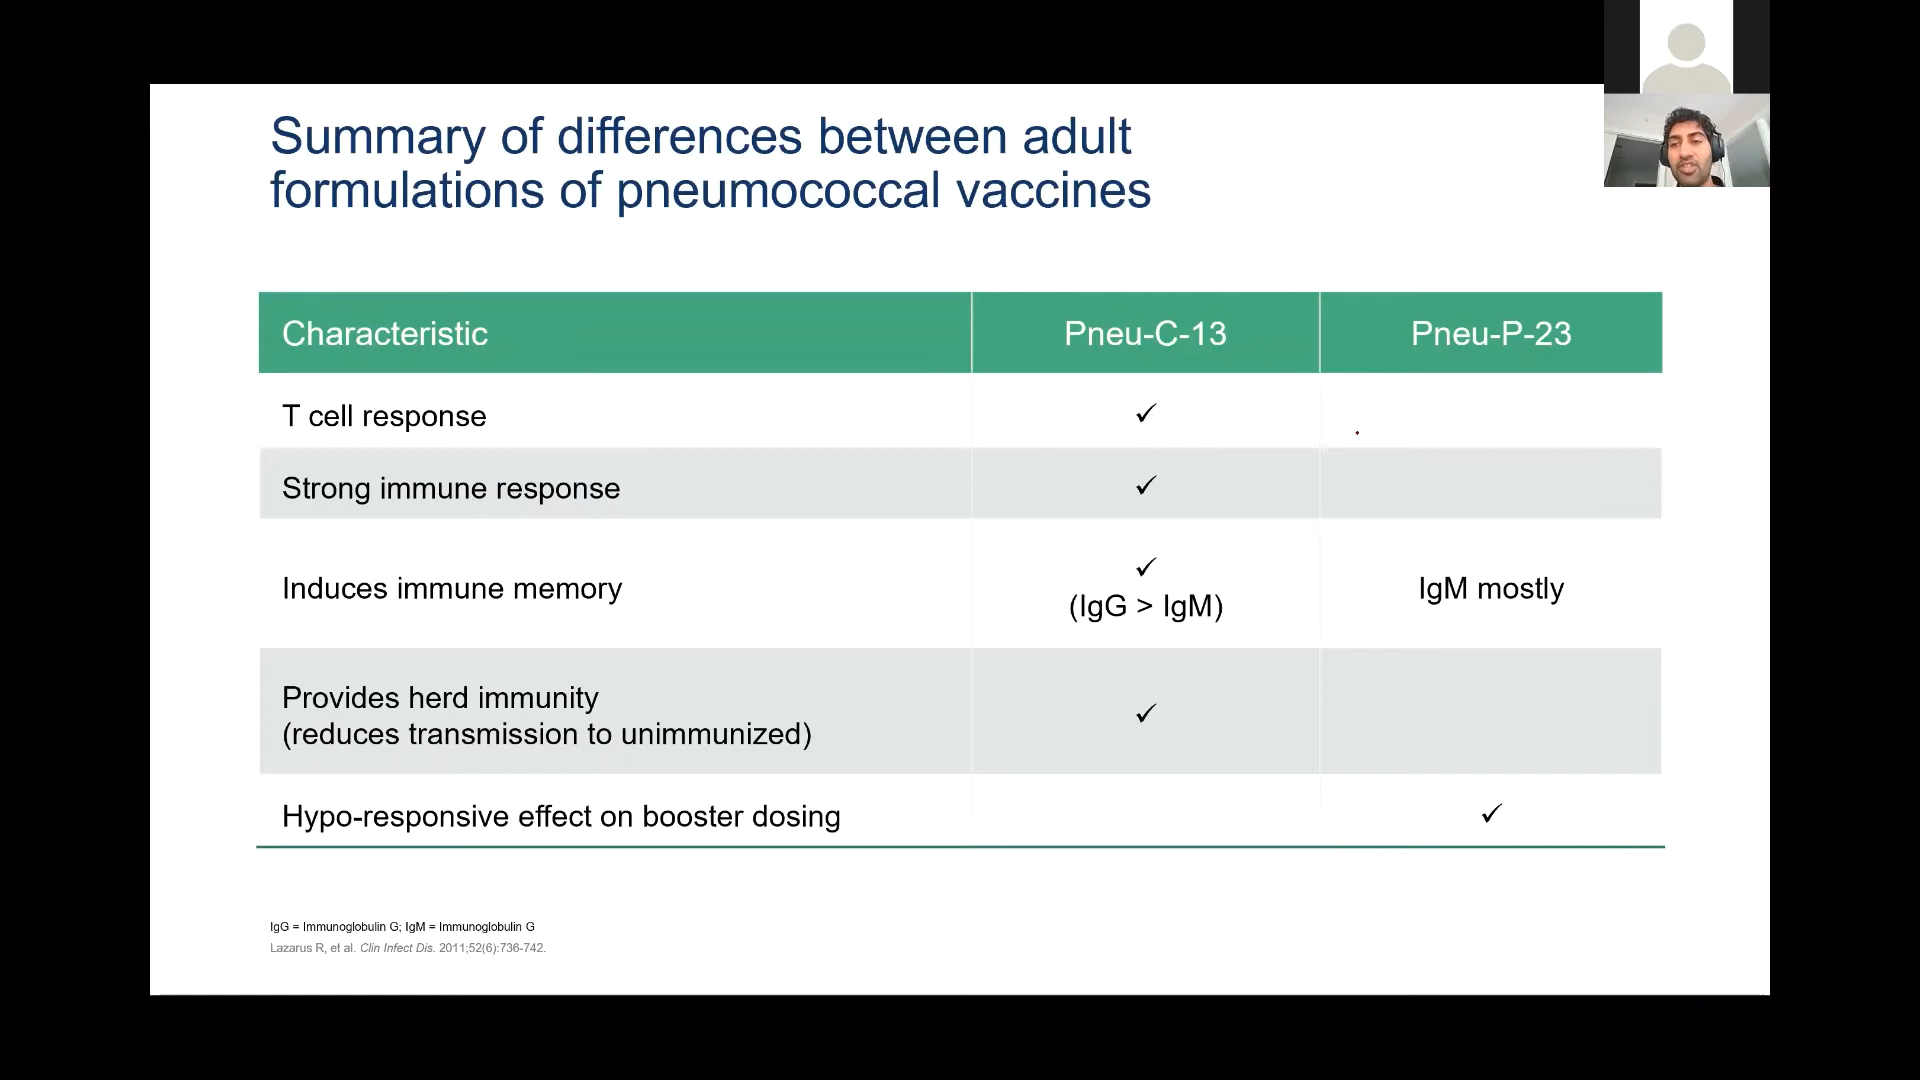 Summary of differences between adult
formulations of pneumococcal vaccines
Characteristic Pneu-C-13 Pneu-P-23
T cell response ✓
Strong immune response ✓
Induces immune memory ✓ (IgG > IgM) IgM mostly
Provides herd immunity
(reduces transmission to unimmunized) ✓
Hypo-responsive effect on booster dosing ✓
IgG = Immunoglobulin G; IgM = Immunoglobulin G
Lazarus R, et al. Clin Infect Dis. 2011;52(6):736-742.